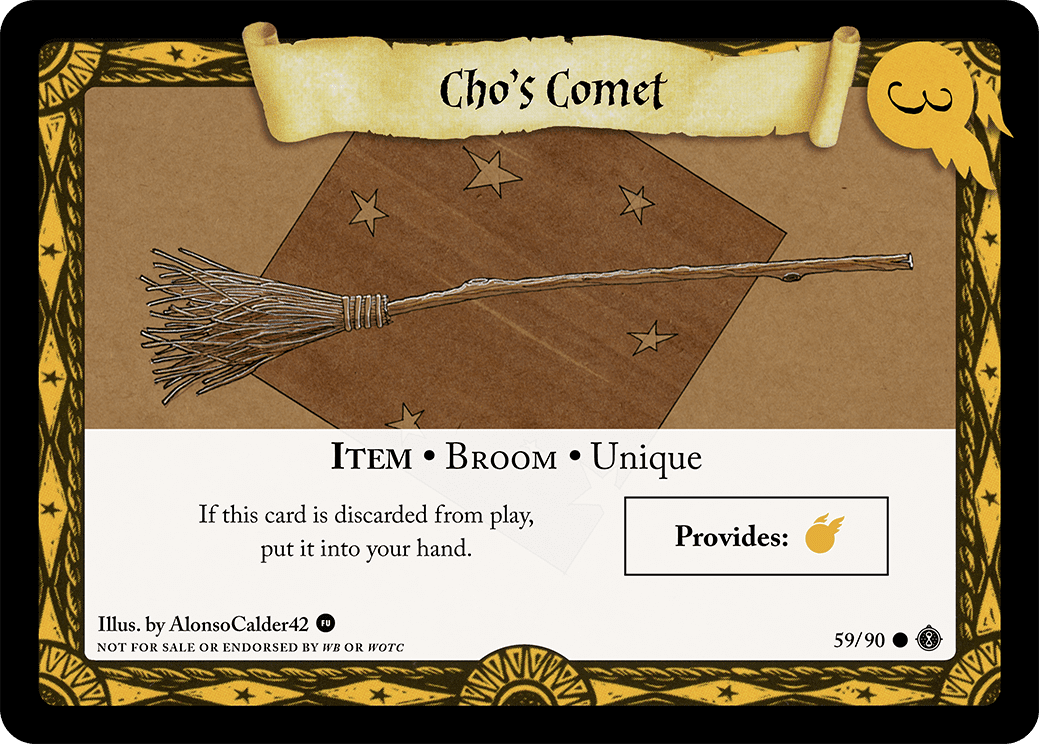 Cho's Comet
3
Item • Broom • Unique
If this card is discarded from play,
put it into your hand.
Provides:
Illus. by AlonsoCalder42 FU
NOT FOR SALE OR ENDORSED BY WB OR WOTC
59/90